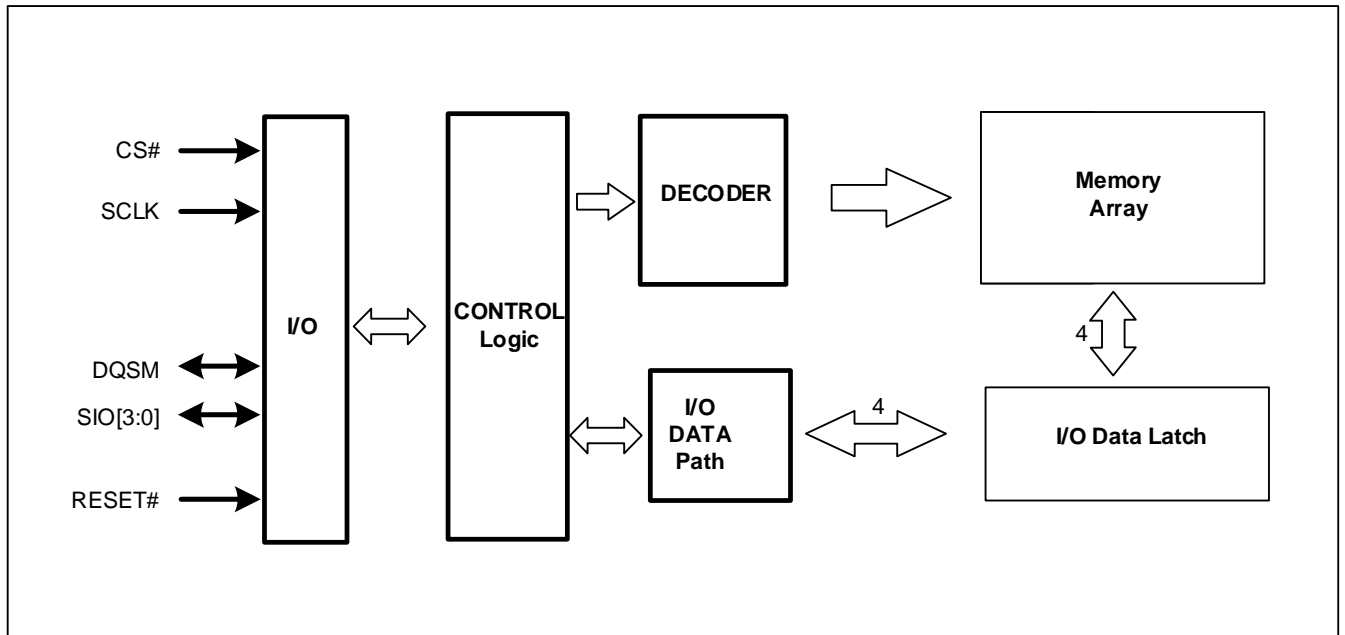 CS#
SCLK
DQSM
SIO[3:0]
RESET#
I/O
CONTROL
Logic
DECODER
I/O
DATA
Path
4
Memory
Array
4
I/O Data Latch